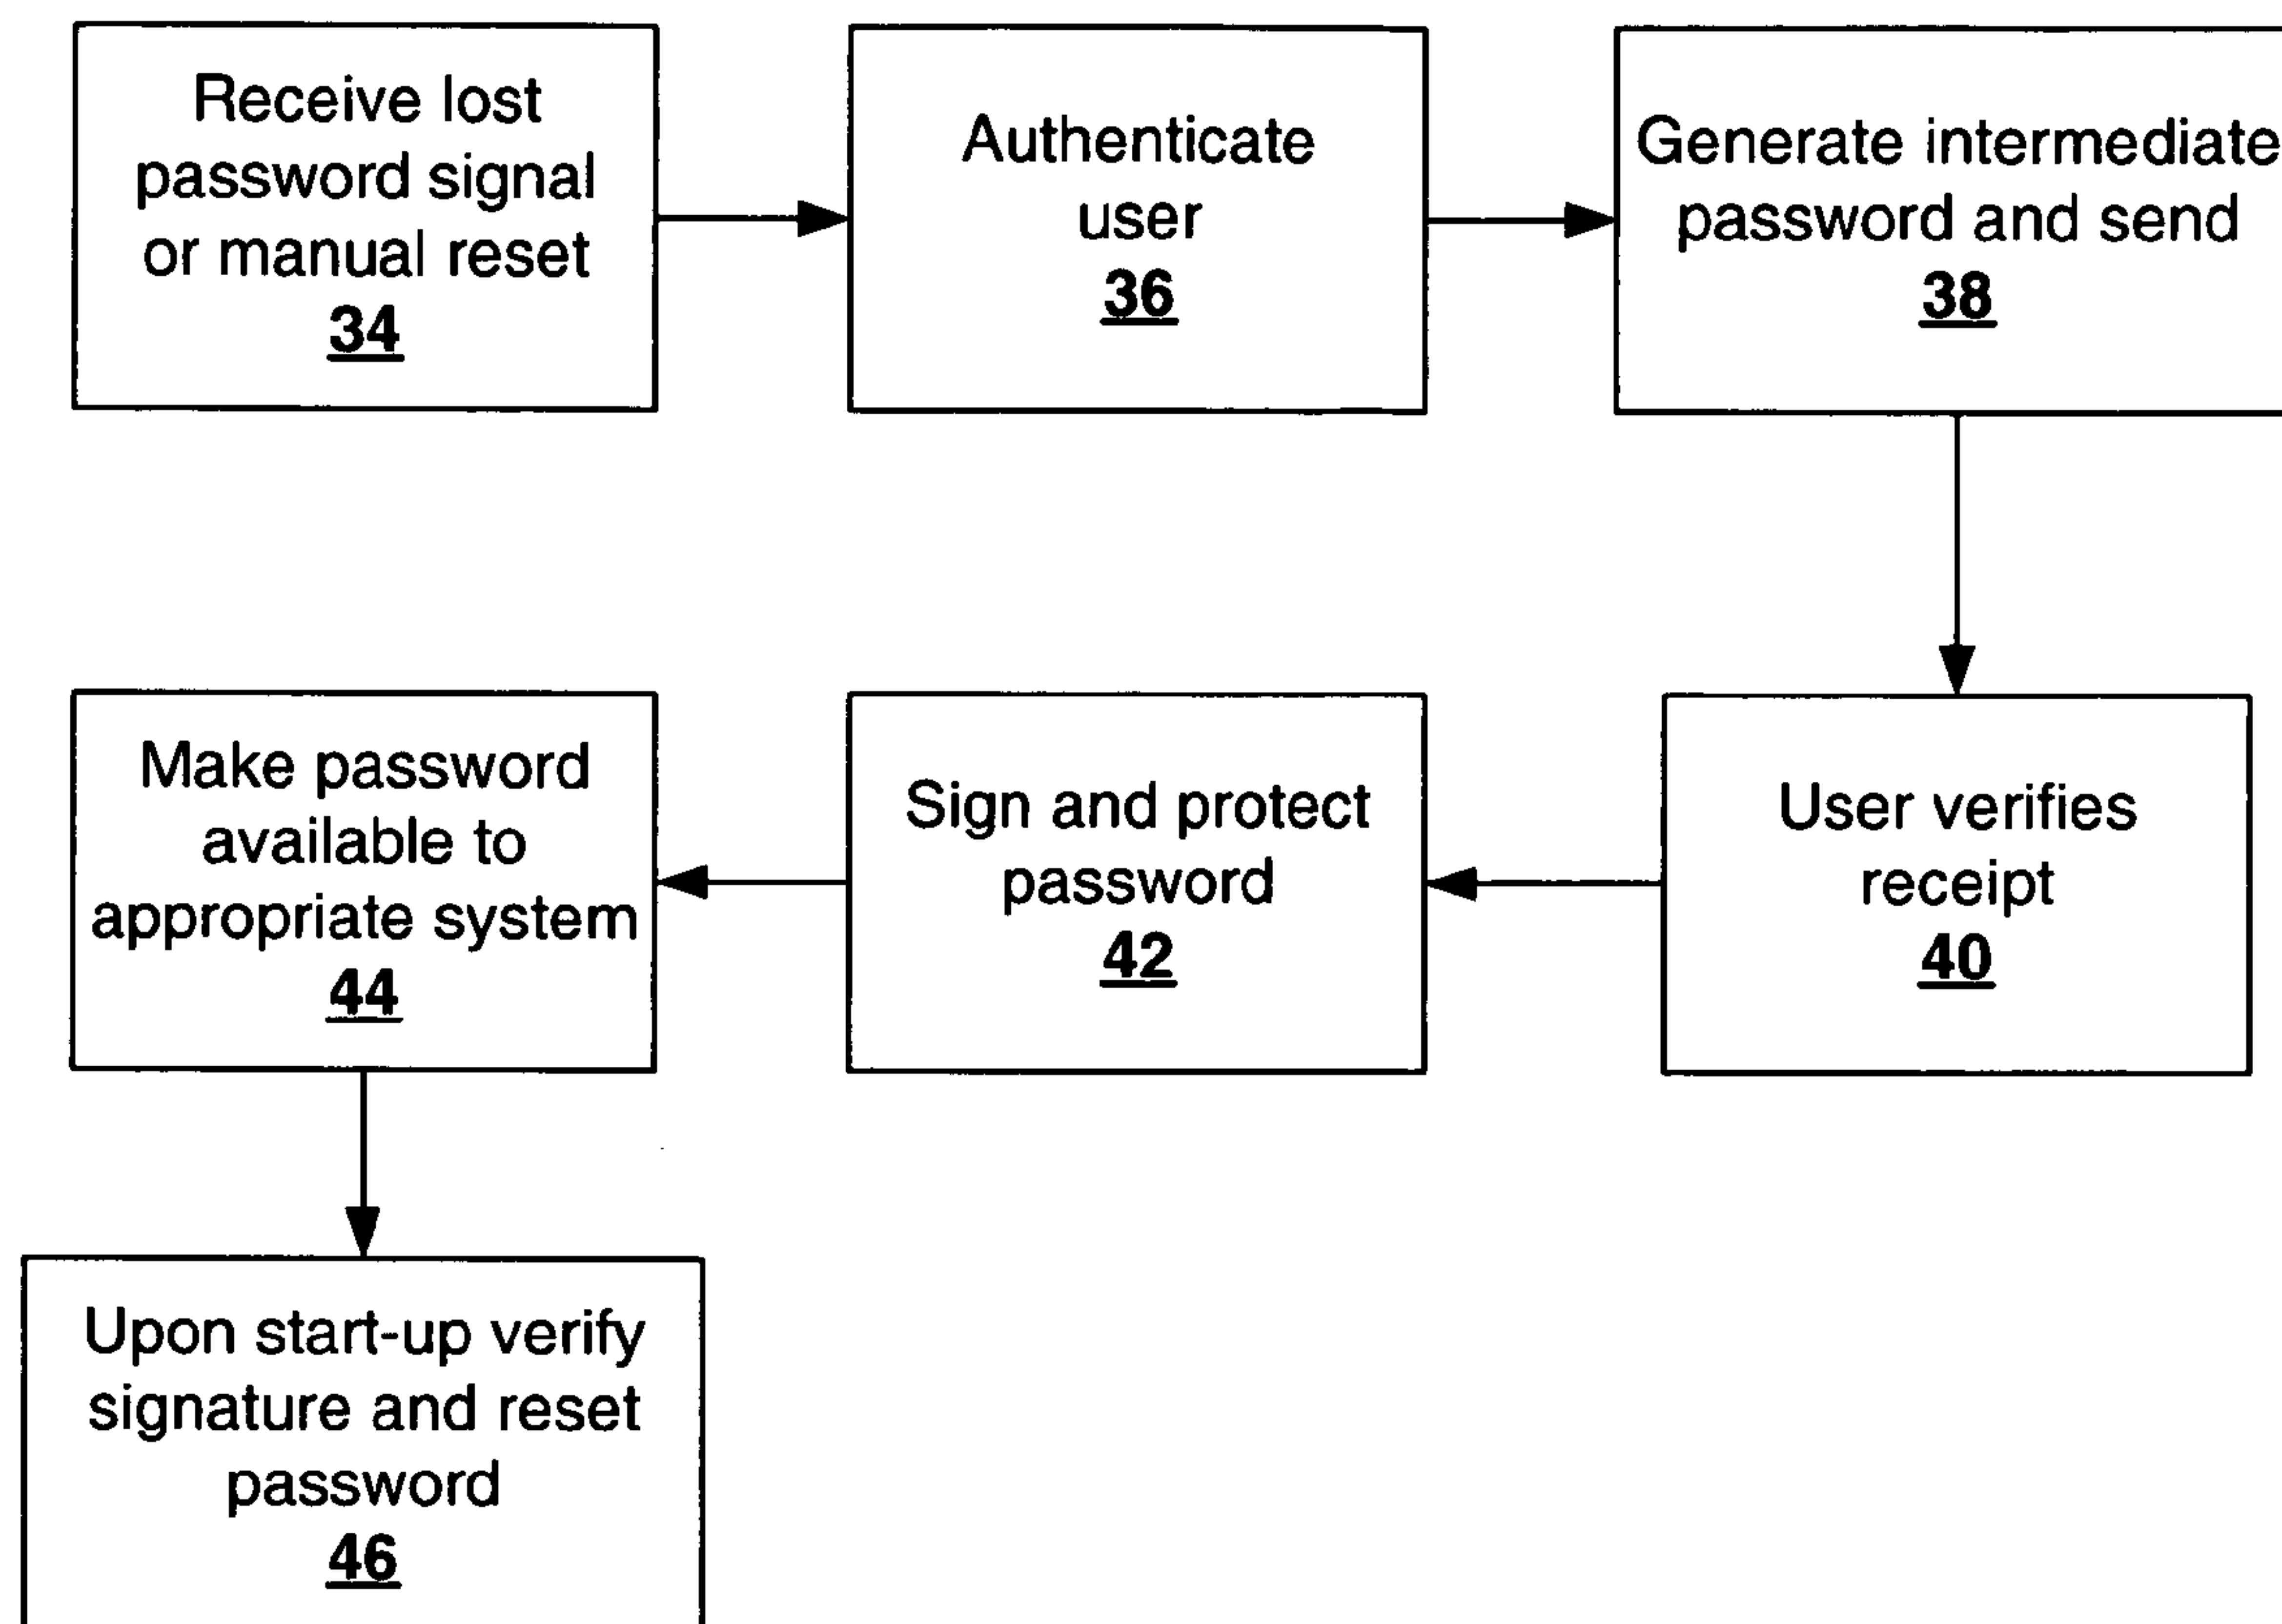 Receive lost
password signal
or manual reset
34
Authenticate
user
36
Generate intermediate
password and send
38
User verifies
receipt
40
Sign and protect
password
42
Make password
available to
appropriate system
44
Upon start-up verify
signature and reset
password
46